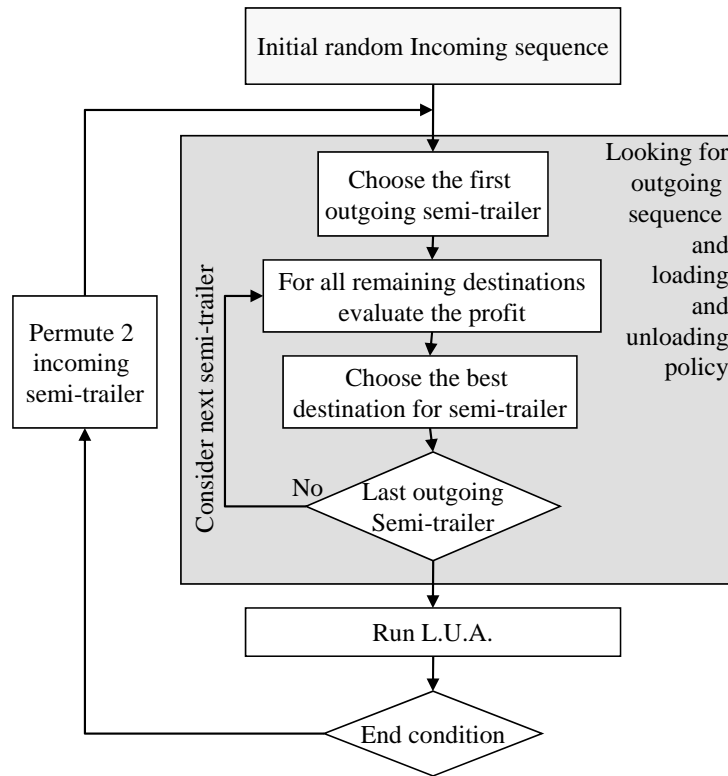 Initial random Incoming sequence
Looking for
outgoing
sequence
and
loading
and
unloading
policy
Choose the first
outgoing semi-trailer
For all remaining destinations
evaluate the profit
Consider next semi-trailer
Permute 2
incoming
semi-trailer
Choose the best
destination for semi-trailer
No
Last outgoing
Semi-trailer
Run L.U.A.
End condition